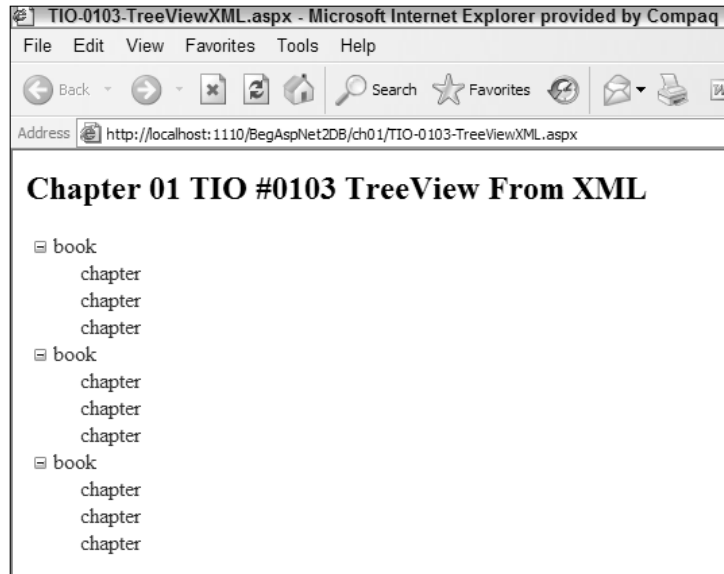 TIO-0103-TreeViewXML.aspx - Microsoft Internet Explorer provided by Compaq
File Edit View Favorites Tools Help
Back Search Favorites
Address http://localhost:1110/BegAspNet2DB/ch01/TIO-0103-TreeViewXML.aspx
Chapter 01 TIO #0103 TreeView From XML
book
chapter
chapter
chapter
book
chapter
chapter
chapter
book
chapter
chapter
chapter